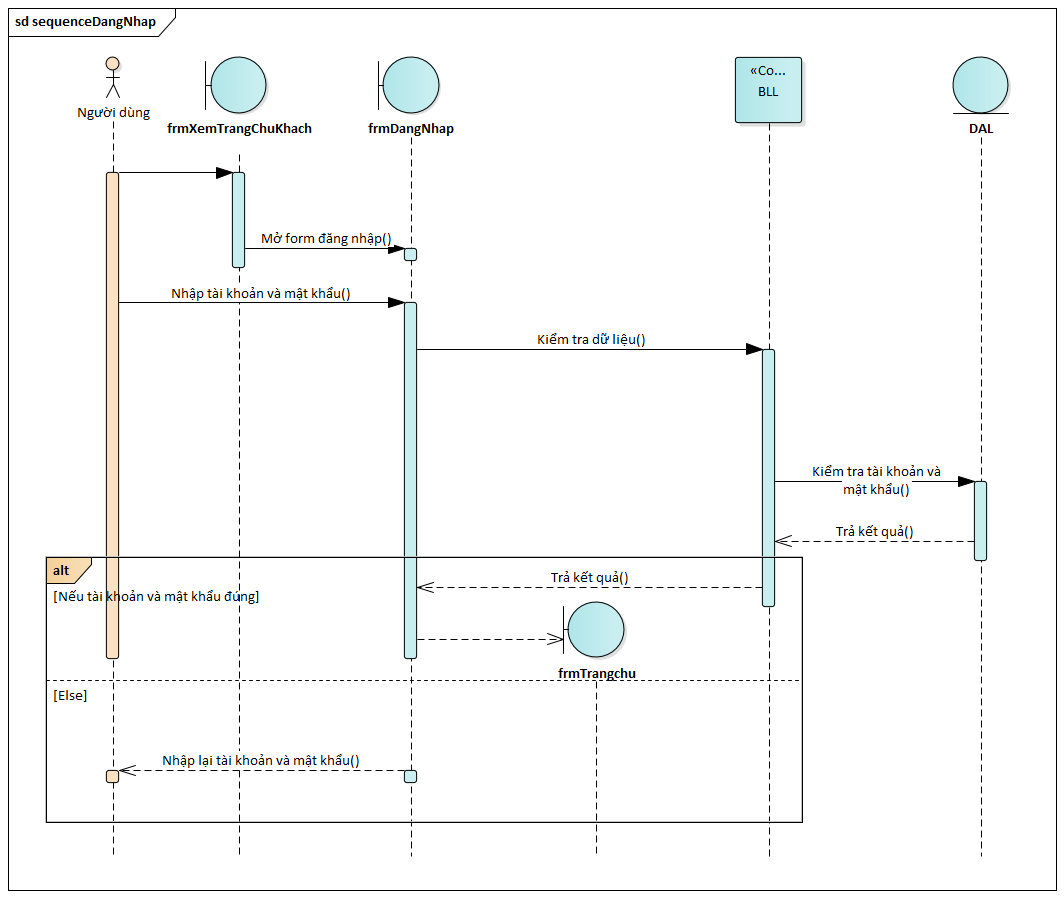 sd sequenceDangNhap
«Co...
BLL
Người dùng
frmXemTrangChuKhach
frmDangNhap
DAL
Mở form đăng nhập()
Nhập tài khoản và mật khẩu()
Kiểm tra dữ liệu()
Kiểm tra tài khoản và
mật khẩu()
Trả kết quả()
alt
Trả kết quả()
[Nếu tài khoản và mật khẩu đúng]
frmTrangchu
[Else]
Nhập lại tài khoản và mật khẩu()